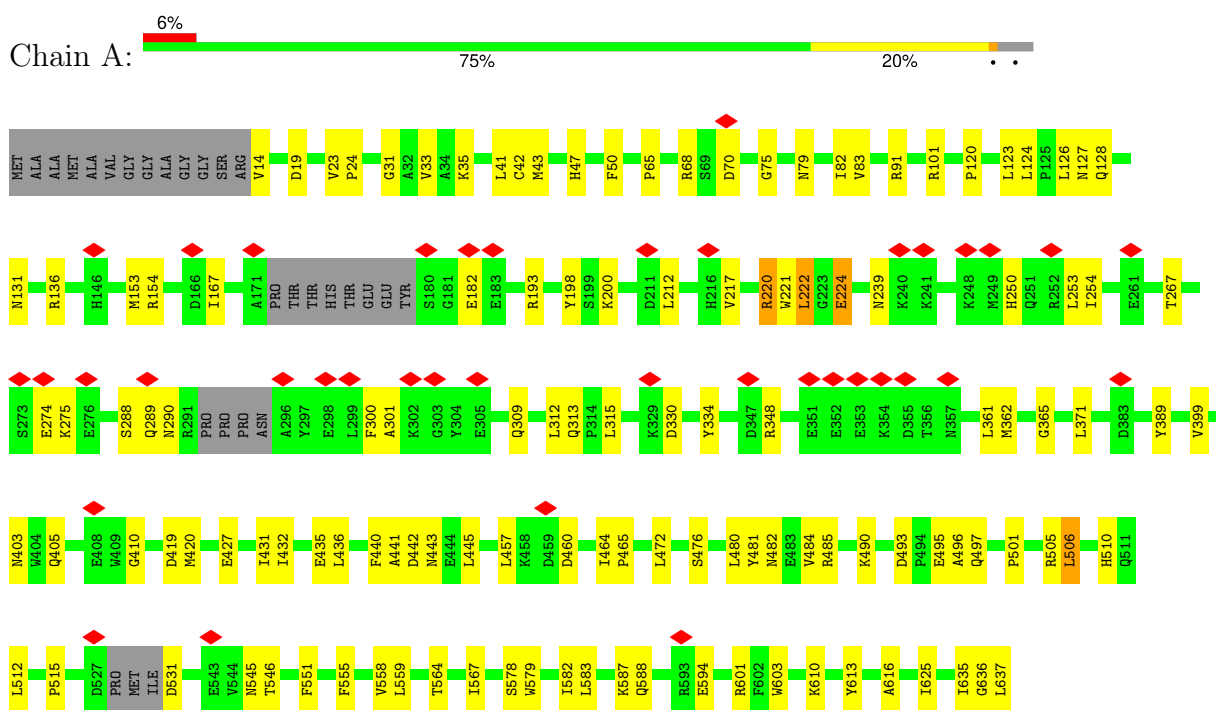 6%
Chain A:
75% 20% • •
MET ALA ALA MET ALA VAL GLY GLY ALA GLY GLY SER ARG V14 D19 V23 P24 G31 A32 V33 A34 K35 L41 C42 M43 H47 F50 P65 R68 S69 D70 G75 N79 I82 V83 R91 R101 P120 L123 L124 P125 L126 N127 Q128
N131 R136 H146 M153 R154 D166 I167 A171 PRO THR THR HIS THR GLU GLU TYR S180 G181 E182 E183 R193 Y198 S199 K200 D211 L212 H216 V217 R220 W221 L222 G223 E224 N239 K240 K241 K248 M249 H250 Q251 R252 L253 I254 E261 T267
S273 E274 K275 E276 S288 Q289 N290 R291 PRO PRO PRO ASN A296 Y297 E298 L299 F300 A301 K302 G303 Y304 E305 Q309 L312 Q313 P314 L315 K329 D330 Y334 D347 R348 E351 E352 E353 K354 D355 T356 N357 L361 M362 G365 L371 D383 Y389 V399
N403 W404 Q405 E408 W409 G410 D419 M420 E427 I431 I432 E435 L436 F440 A441 D442 N443 E444 L445 L457 K458 D459 D460 I464 P465 L472 S476 L480 Y481 N482 E483 V484 R485 K490 D493 P494 E495 A496 Q497 P501 R505 L506 H510 Q511
L512 P515 D527 PRO MET ILE D531 E543 V544 N545 T546 F551 F555 V558 L559 T564 I567 S578 W579 I582 L583 K587 Q588 R593 E594 R601 F602 W603 K610 Y613 A616 I625 I635 G636 L637